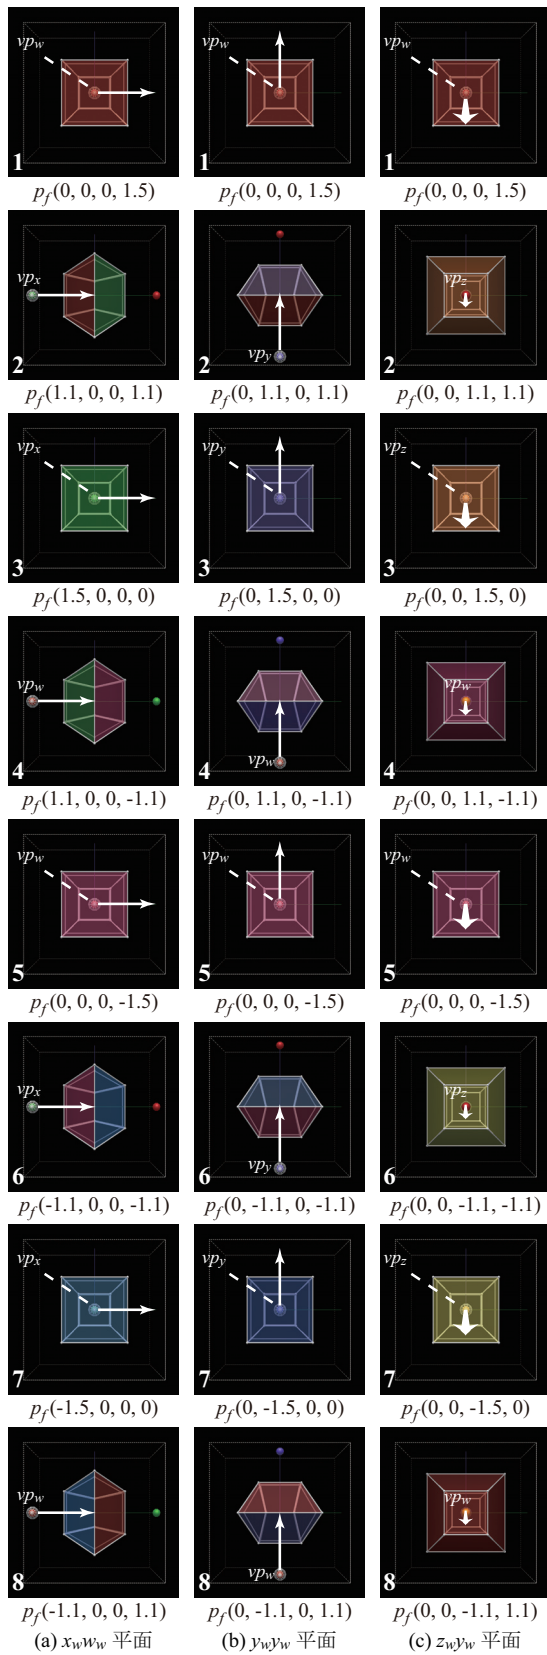 vp_w vp_w vp_w
1 1 1
p_f(0, 0, 0, 1.5) p_f(0, 0, 0, 1.5) p_f(0, 0, 0, 1.5)
vp_x vp_y vp_z
2 2 2
p_f(1.1, 0, 0, 1.1) p_f(0, 1.1, 0, 1.1) p_f(0, 0, 1.1, 1.1)
vp_x vp_y vp_z
3 3 3
p_f(1.5, 0, 0, 0) p_f(0, 1.5, 0, 0) p_f(0, 0, 1.5, 0)
vp_w vp_w vp_w
4 4 4
p_f(1.1, 0, 0, -1.1) p_f(0, 1.1, 0, -1.1) p_f(0, 0, 1.1, -1.1)
vp_w vp_w vp_w
5 5 5
p_f(0, 0, 0, -1.5) p_f(0, 0, 0, -1.5) p_f(0, 0, 0, -1.5)
vp_x vp_y vp_z
6 6 6
p_f(-1.1, 0, 0, -1.1) p_f(0, -1.1, 0, -1.1) p_f(0, 0, -1.1, -1.1)
vp_x vp_y vp_z
7 7 7
p_f(-1.5, 0, 0, 0) p_f(0, -1.5, 0, 0) p_f(0, 0, -1.5, 0)
vp_w vp_w vp_w
8 8 8
p_f(-1.1, 0, 0, 1.1) p_f(0, -1.1, 0, 1.1) p_f(0, 0, -1.1, 1.1)
(a) x_ww_w 平面 (b) y_wy_w 平面 (c) z_wy_w 平面